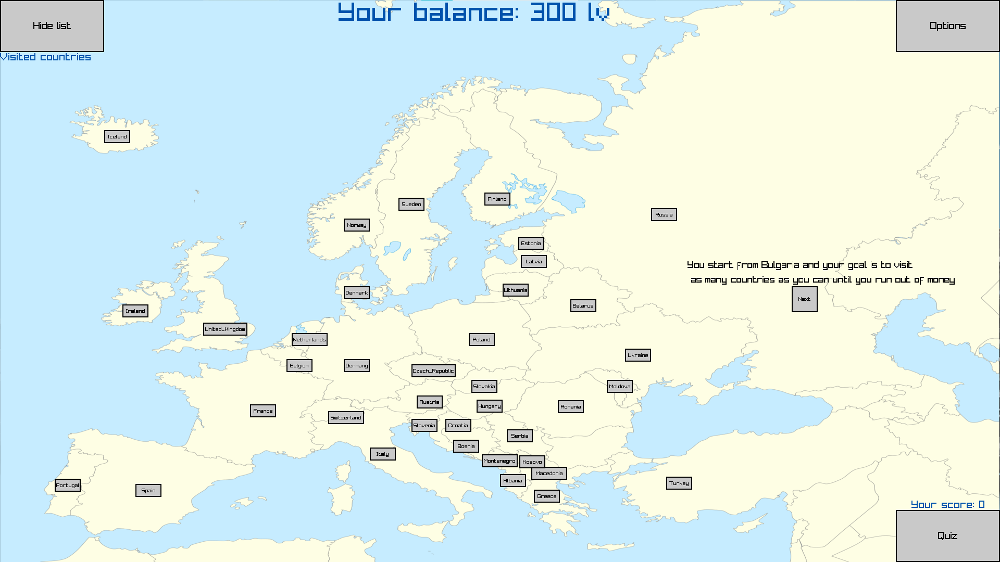 Your balance: 300 lv
Hide list
Options
Visited countries
Iceland
Finland
Sweden
Russia
Norway
Estonia
Latvia
You start from Bulgaria and your goal is to visit
as many countries as you can until you run out of money
Lithuania
Denmark
Next
Belarus
Ireland
United_Kingdom
Netherlands
Poland
Ukraine
Belgium
Germany
Czech_Republic
Slovakia
Moldova
Austria
Hungary
Romania
France
Switzerland
Slovenia
Croatia
Serbia
Bosnia
Italy
Montenegro
Kosovo
Macedonia
Albania
Turkey
Portugal
Spain
Greece
Your score: 0
Quiz